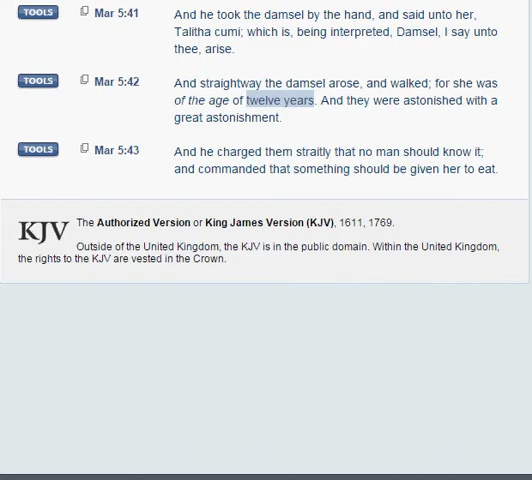 TOOLS Mar 5:41 And he took the damsel by the hand, and said unto her,
Talitha cumi; which is, being interpreted, Damsel, I say unto
thee, arise.
TOOLS Mar 5:42 And straightway the damsel arose, and walked; for she was
of the age of twelve years. And they were astonished with a
great astonishment.
TOOLS Mar 5:43 And he charged them straitly that no man should know it;
and commanded that something should be given her to eat.
KJV The Authorized Version or King James Version (KJV), 1611, 1769.
Outside of the United Kingdom, the KJV is in the public domain. Within the United Kingdom,
the rights to the KJV are vested in the Crown.